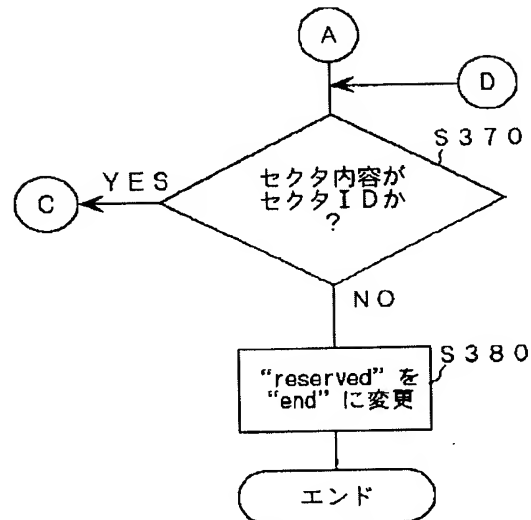 A
D
S370
セクタ内容が
セクタIDか
?
YES
C
NO
S380
“reserved”を
“end”に変更
エンド